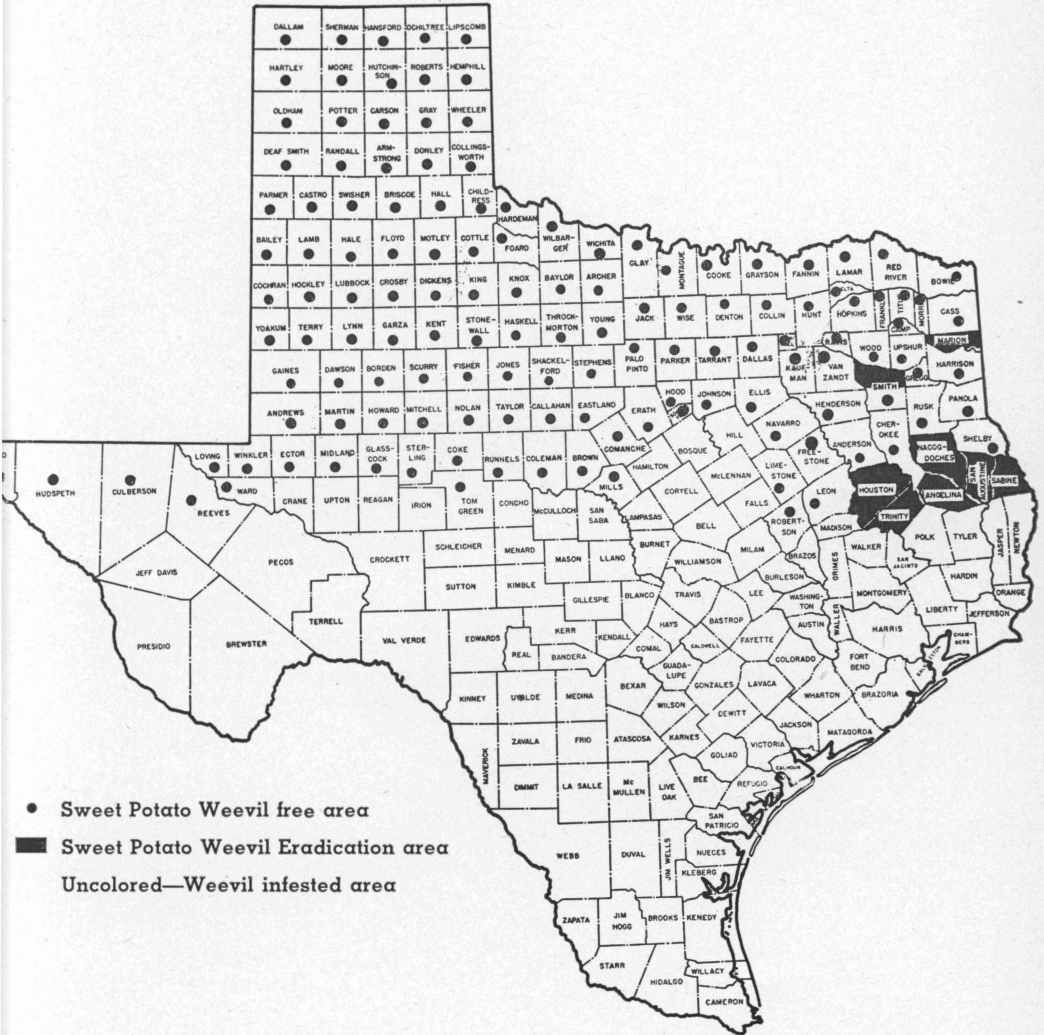 DALLAM SHERMAN HANSFORD OCHILTREE LIPSCOMB
HARTLEY MOORE HUTCHIN-
SON ROBERTS HEMPHILL
OLDHAM POTTER CARSON GRAY WHEELER
DEAF SMITH RANDALL ARM-
STRONG DONLEY COLLINGS-
WORTH
PARMER CASTRO SWISHER BRISCOE HALL CHILD-
RESS HARDEMAN
BAILEY LAMB HALE FLOYD MOTLEY COTTLE FOARD WILBAR-
GER WICHITA CLAY MONTAGUE COOKE GRAYSON FANNIN LAMAR RED
RIVER BOWIE
COCHRAN HOCKLEY LUBBOCK CROSBY DICKENS KING KNOX BAYLOR ARCHER JACK WISE DENTON COLLIN HUNT DELTA HOPKINS FRANKLIN TITUS MORRIS CASS
YOAKUM TERRY LYNN GARZA KENT STONE-
WALL HASKELL THROCK-
MORTON YOUNG CAMP MARION
GAINES DAWSON BORDEN SCURRY FISHER JONES SHACKEL-
FORD STEPHENS PALO
PINTO PARKER TARRANT DALLAS KAUF-
MAN VAN
ZANDT RAINS WOOD UPSHUR GREGG HARRISON
SMITH
ANDREWS MARTIN HOWARD MITCHELL NOLAN TAYLOR CALLAHAN EASTLAND ERATH HOOD JOHNSON ELLIS HENDERSON RUSK PANOLA
LOVING WINKLER ECTOR MIDLAND GLASS-
COCK STER-
LING COKE RUNNELS COLEMAN BROWN COMANCHE HAMILTON BOSQUE HILL NAVARRO FREE-
STONE ANDERSON CHER-
OKEE NACOG-
DOCHES SHELBY
HUDSPETH CULBERSON REEVES WARD CRANE UPTON REAGAN IRION TOM
GREEN CONCHO McCULLOCH SAN
SABA MILLS LAMPASAS CORYELL McLENNAN LIME-
STONE FALLS LEON HOUSTON ANGELINA SAN
AUGUSTINE SABINE
TRINITY
JEFF DAVIS PECOS CROCKETT SCHLEICHER MENARD MASON LLANO BURNET BELL MILAM ROBERT-
SON BRAZOS MADISON GRIMES WALKER SAN
JACINTO POLK TYLER JASPER NEWTON
SUTTON KIMBLE WILLIAMSON BURLESON HARDIN
PRESIDIO BREWSTER TERRELL VAL VERDE EDWARDS GILLESPIE BLANCO TRAVIS LEE WASHING-
TON MONTGOMERY LIBERTY ORANGE JEFFERSON
KERR KENDALL HAYS BASTROP AUSTIN WALLER HARRIS CHAM-
BERS
REAL BANDERA COMAL CALDWELL FAYETTE COLORADO FORT
BEND GALVESTON
KINNEY UVALDE MEDINA BEXAR GUADA-
LUPE GONZALES LAVACA WHARTON BRAZORIA
WILSON DEWITT JACKSON MATAGORDA
MAVERICK ZAVALA FRIO ATASCOSA KARNES GOLIAD VICTORIA CALHOUN
DIMMIT LA SALLE Mc
MULLEN LIVE
OAK BEE REFUGIO
SAN
PATRICIO
WEBB DUVAL JIM WELLS NUECES
KLEBERG
ZAPATA JIM
HOGG BROOKS KENEDY
STARR HIDALGO WILLACY
CAMERON
Sweet Potato Weevil free area
Sweet Potato Weevil Eradication area
Uncolored—Weevil infested area